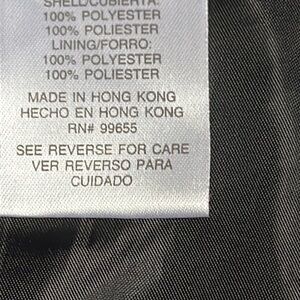 SHELL/CUBIERTA:
100% POLYESTER
100% POLIESTER
LINING/FORRO:
100% POLYESTER
100% POLIESTER
MADE IN HONG KONG
HECHO EN HONG KONG
RN# 99655
SEE REVERSE FOR CARE
VER REVERSO PARA
CUIDADO